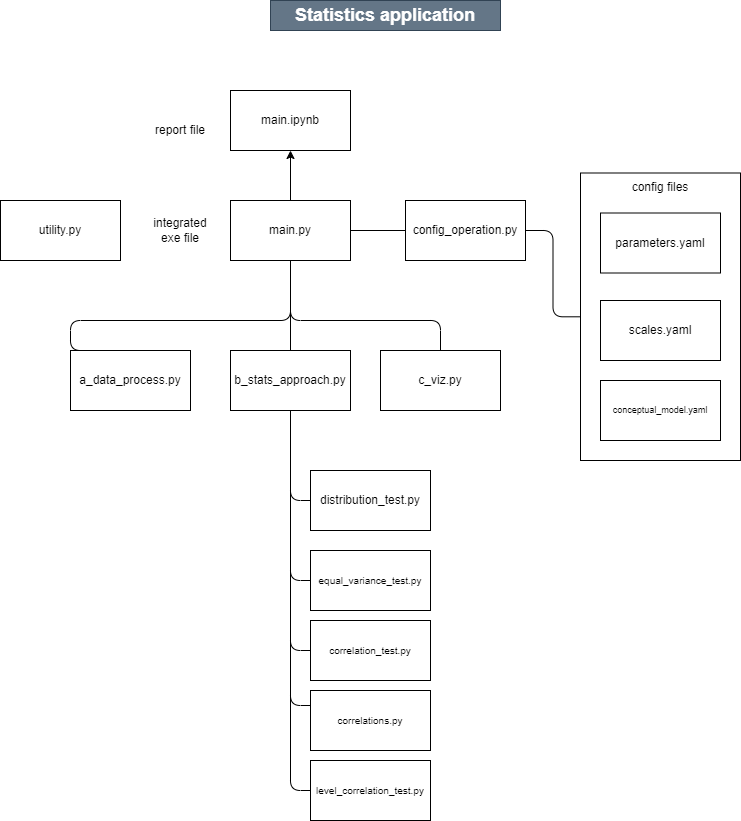 Statistics application
main.ipynb
report file
utility.py
integrated
exe file
main.py
config_operation.py
config files
parameters.yaml
scales.yaml
conceptual_model.yaml
a_data_process.py
b_stats_approach.py
c_viz.py
distribution_test.py
equal_variance_test.py
correlation_test.py
correlations.py
level_correlation_test.py